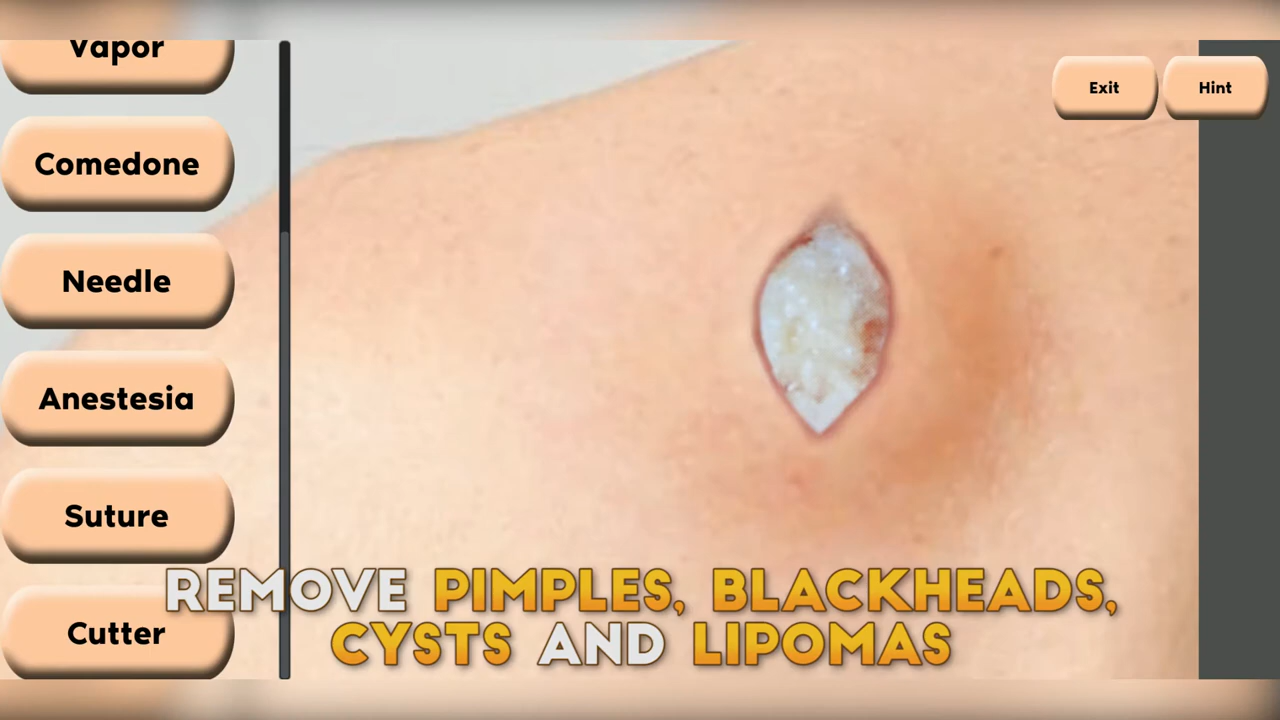 Vapor
Comedone
Needle
Anestesia
Suture
Cutter
Exit
Hint
REMOVE PIMPLES, BLACKHEADS,
CYSTS AND LIPOMAS